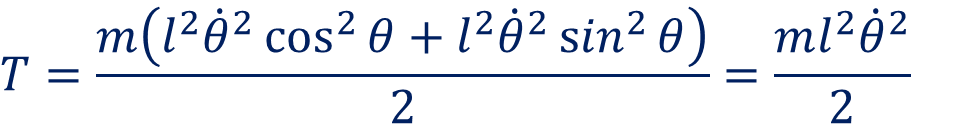 T = m(l²θ̇² cos² θ + l²θ̇² sin² θ) / 2 = ml²θ̇² / 2